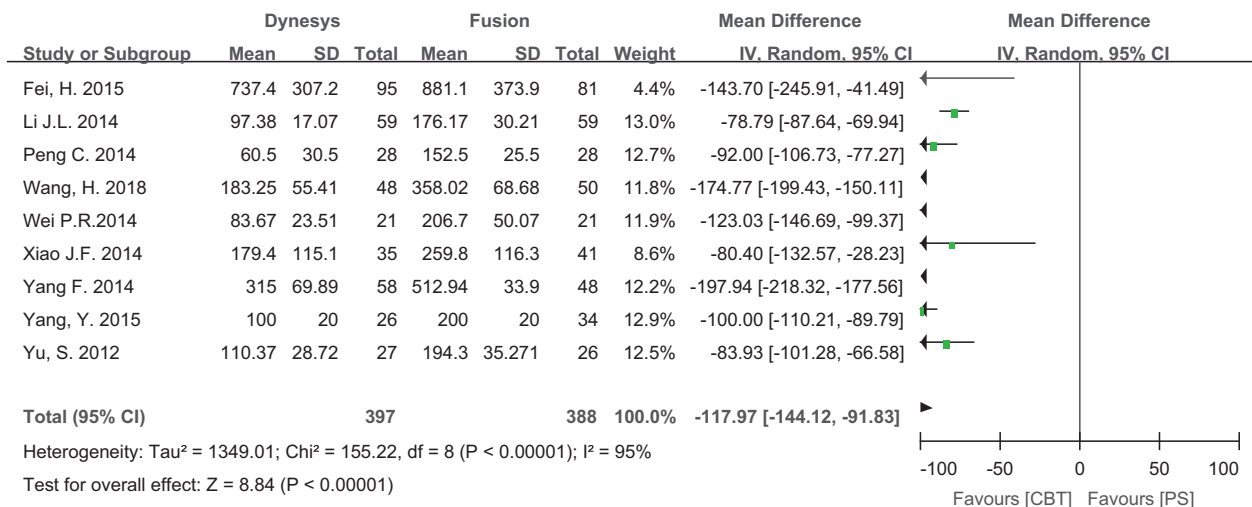 Dynesys Fusion Mean Difference Mean Difference
Study or Subgroup Mean SD Total Mean SD Total Weight IV, Random, 95% CI IV, Random, 95% CI
Fei, H. 2015 737.4 307.2 95 881.1 373.9 81 4.4% -143.70 [-245.91, -41.49]
Li J.L. 2014 97.38 17.07 59 176.17 30.21 59 13.0% -78.79 [-87.64, -69.94]
Peng C. 2014 60.5 30.5 28 152.5 25.5 28 12.7% -92.00 [-106.73, -77.27]
Wang, H. 2018 183.25 55.41 48 358.02 68.68 50 11.8% -174.77 [-199.43, -150.11]
Wei P.R.2014 83.67 23.51 21 206.7 50.07 21 11.9% -123.03 [-146.69, -99.37]
Xiao J.F. 2014 179.4 115.1 35 259.8 116.3 41 8.6% -80.40 [-132.57, -28.23]
Yang F. 2014 315 69.89 58 512.94 33.9 48 12.2% -197.94 [-218.32, -177.56]
Yang, Y. 2015 100 20 26 200 20 34 12.9% -100.00 [-110.21, -89.79]
Yu, S. 2012 110.37 28.72 27 194.3 35.271 26 12.5% -83.93 [-101.28, -66.58]
Total (95% CI) 397 388 100.0% -117.97 [-144.12, -91.83]
Heterogeneity: Tau² = 1349.01; Chi² = 155.22, df = 8 (P < 0.00001); I² = 95%
Test for overall effect: Z = 8.84 (P < 0.00001)
-100 -50 0 50 100
Favours [CBT] Favours [PS]